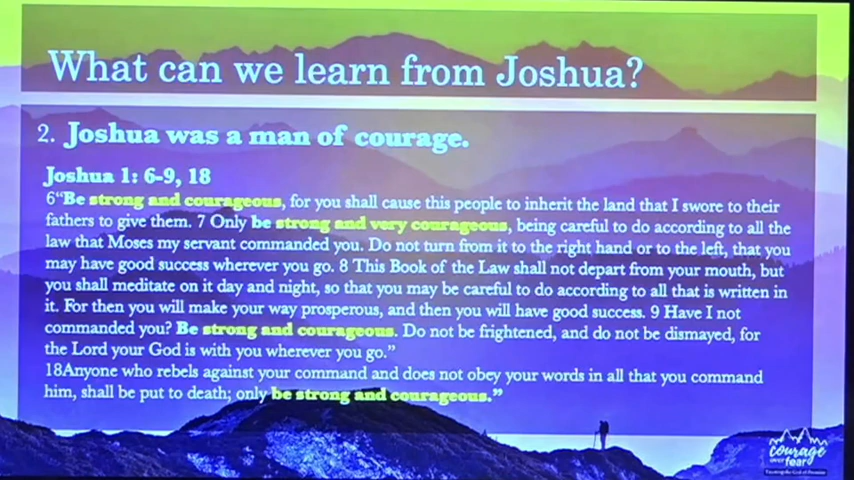 What can we learn from Joshua?
2. Joshua was a man of courage.
Joshua 1: 6-9, 18
6“Be strong and courageous, for you shall cause this people to inherit the land that I swore to their
fathers to give them. 7 Only be strong and very courageous, being careful to do according to all the
law that Moses my servant commanded you. Do not turn from it to the right hand or to the left, that you
may have good success wherever you go. 8 This Book of the Law shall not depart from your mouth, but
you shall meditate on it day and night, so that you may be careful to do according to all that is written in
it. For then you will make your way prosperous, and then you will have good success. 9 Have I not
commanded you? Be strong and courageous. Do not be frightened, and do not be dismayed, for
the Lord your God is with you wherever you go.”
18Anyone who rebels against your command and does not obey your words in all that you command
him, shall be put to death; only be strong and courageous.”
courage
over
fear